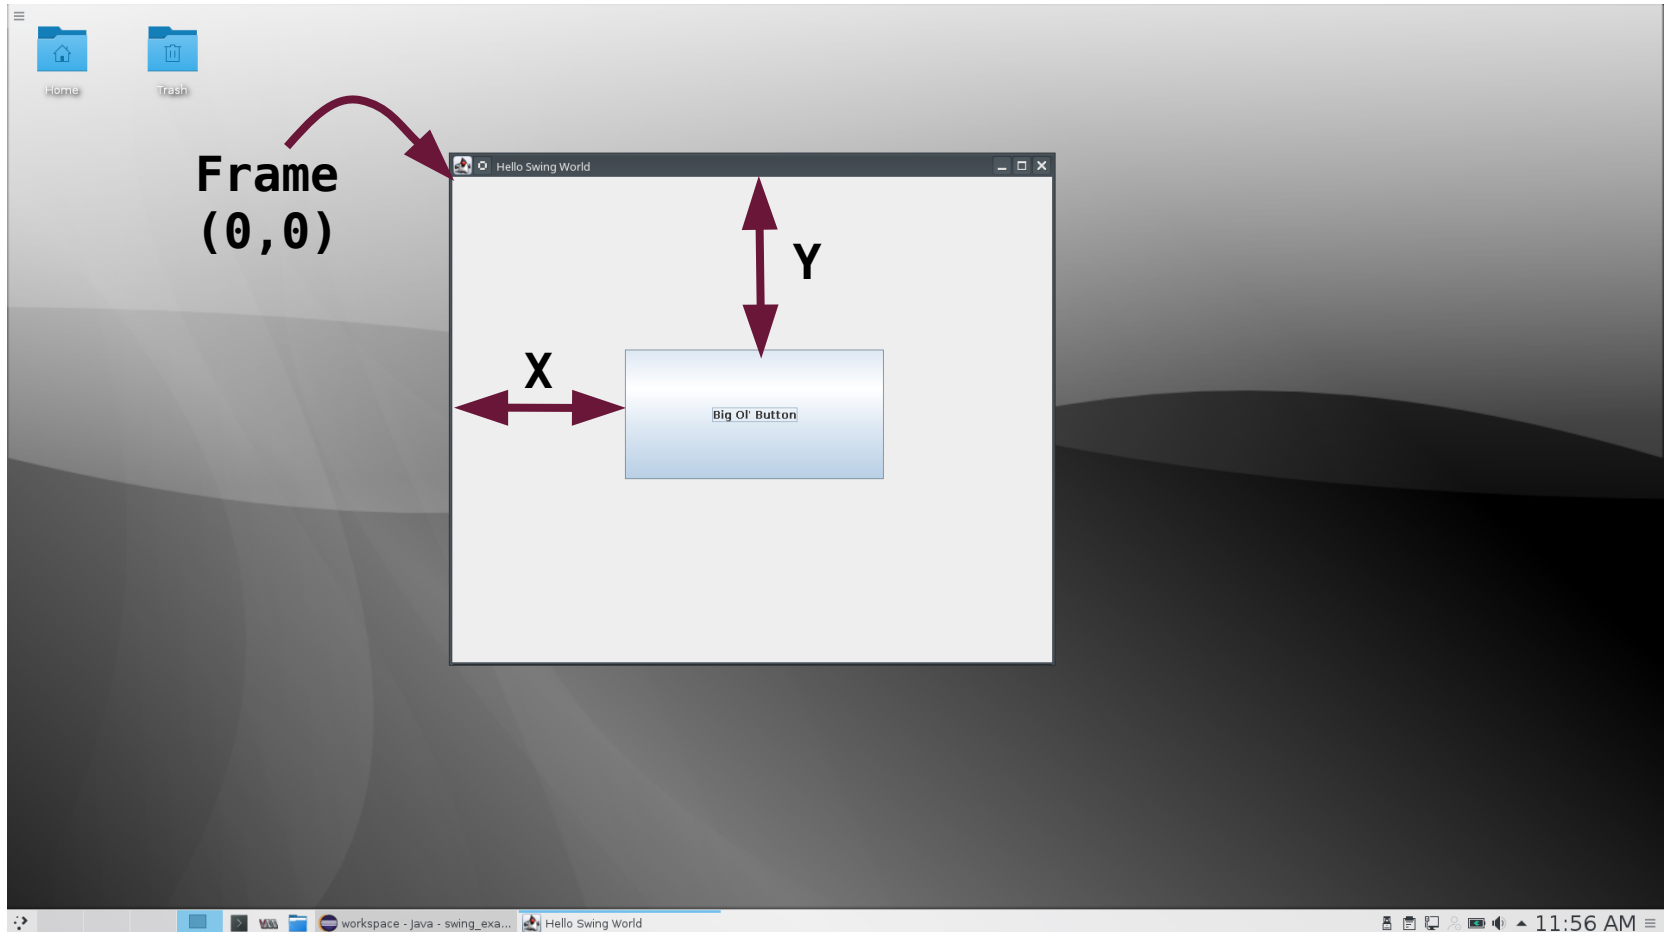 Home
Trash
Frame
(0,0)
Hello Swing World
Y
X
Big Ol' Button
workspace - Java - swing_exa...
Hello Swing World
11:56 AM